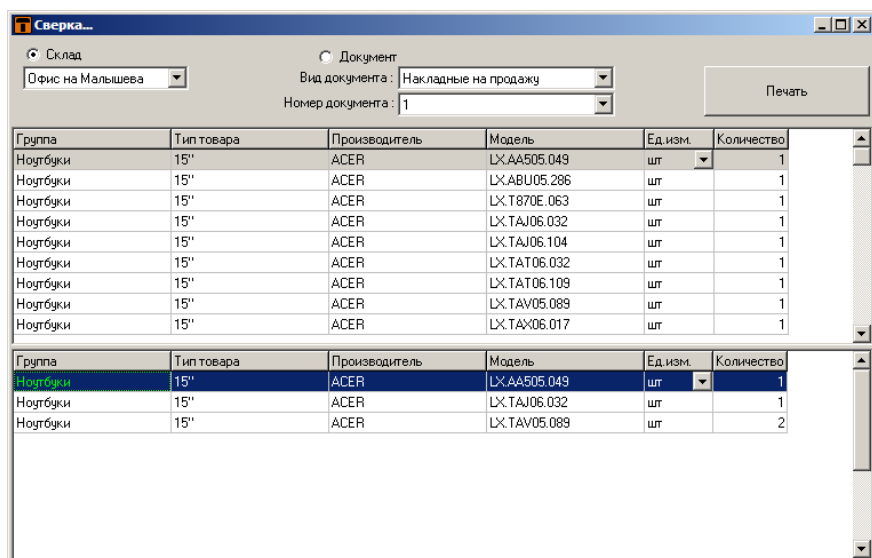 Сверка...
Склад Документ
Офис на Малышева Вид документа : Накладные на продажу
Печать
Номер документа : 1
Группа Тип товара Производитель Модель Ед.изм. Количество
Ноутбуки 15'' ACER LX.AA505.049 шт 1
Ноутбуки 15'' ACER LX.ABU05.286 шт 1
Ноутбуки 15'' ACER LX.T870E.063 шт 1
Ноутбуки 15'' ACER LX.TAJ06.032 шт 1
Ноутбуки 15'' ACER LX.TAJ06.104 шт 1
Ноутбуки 15'' ACER LX.TAT06.032 шт 1
Ноутбуки 15'' ACER LX.TAT06.109 шт 1
Ноутбуки 15'' ACER LX.TAV05.089 шт 1
Ноутбуки 15'' ACER LX.TAX06.017 шт 1
Группа Тип товара Производитель Модель Ед.изм. Количество
Ноутбуки 15'' ACER LX.AA505.049 шт 1
Ноутбуки 15'' ACER LX.TAJ06.032 шт 1
Ноутбуки 15'' ACER LX.TAV05.089 шт 2